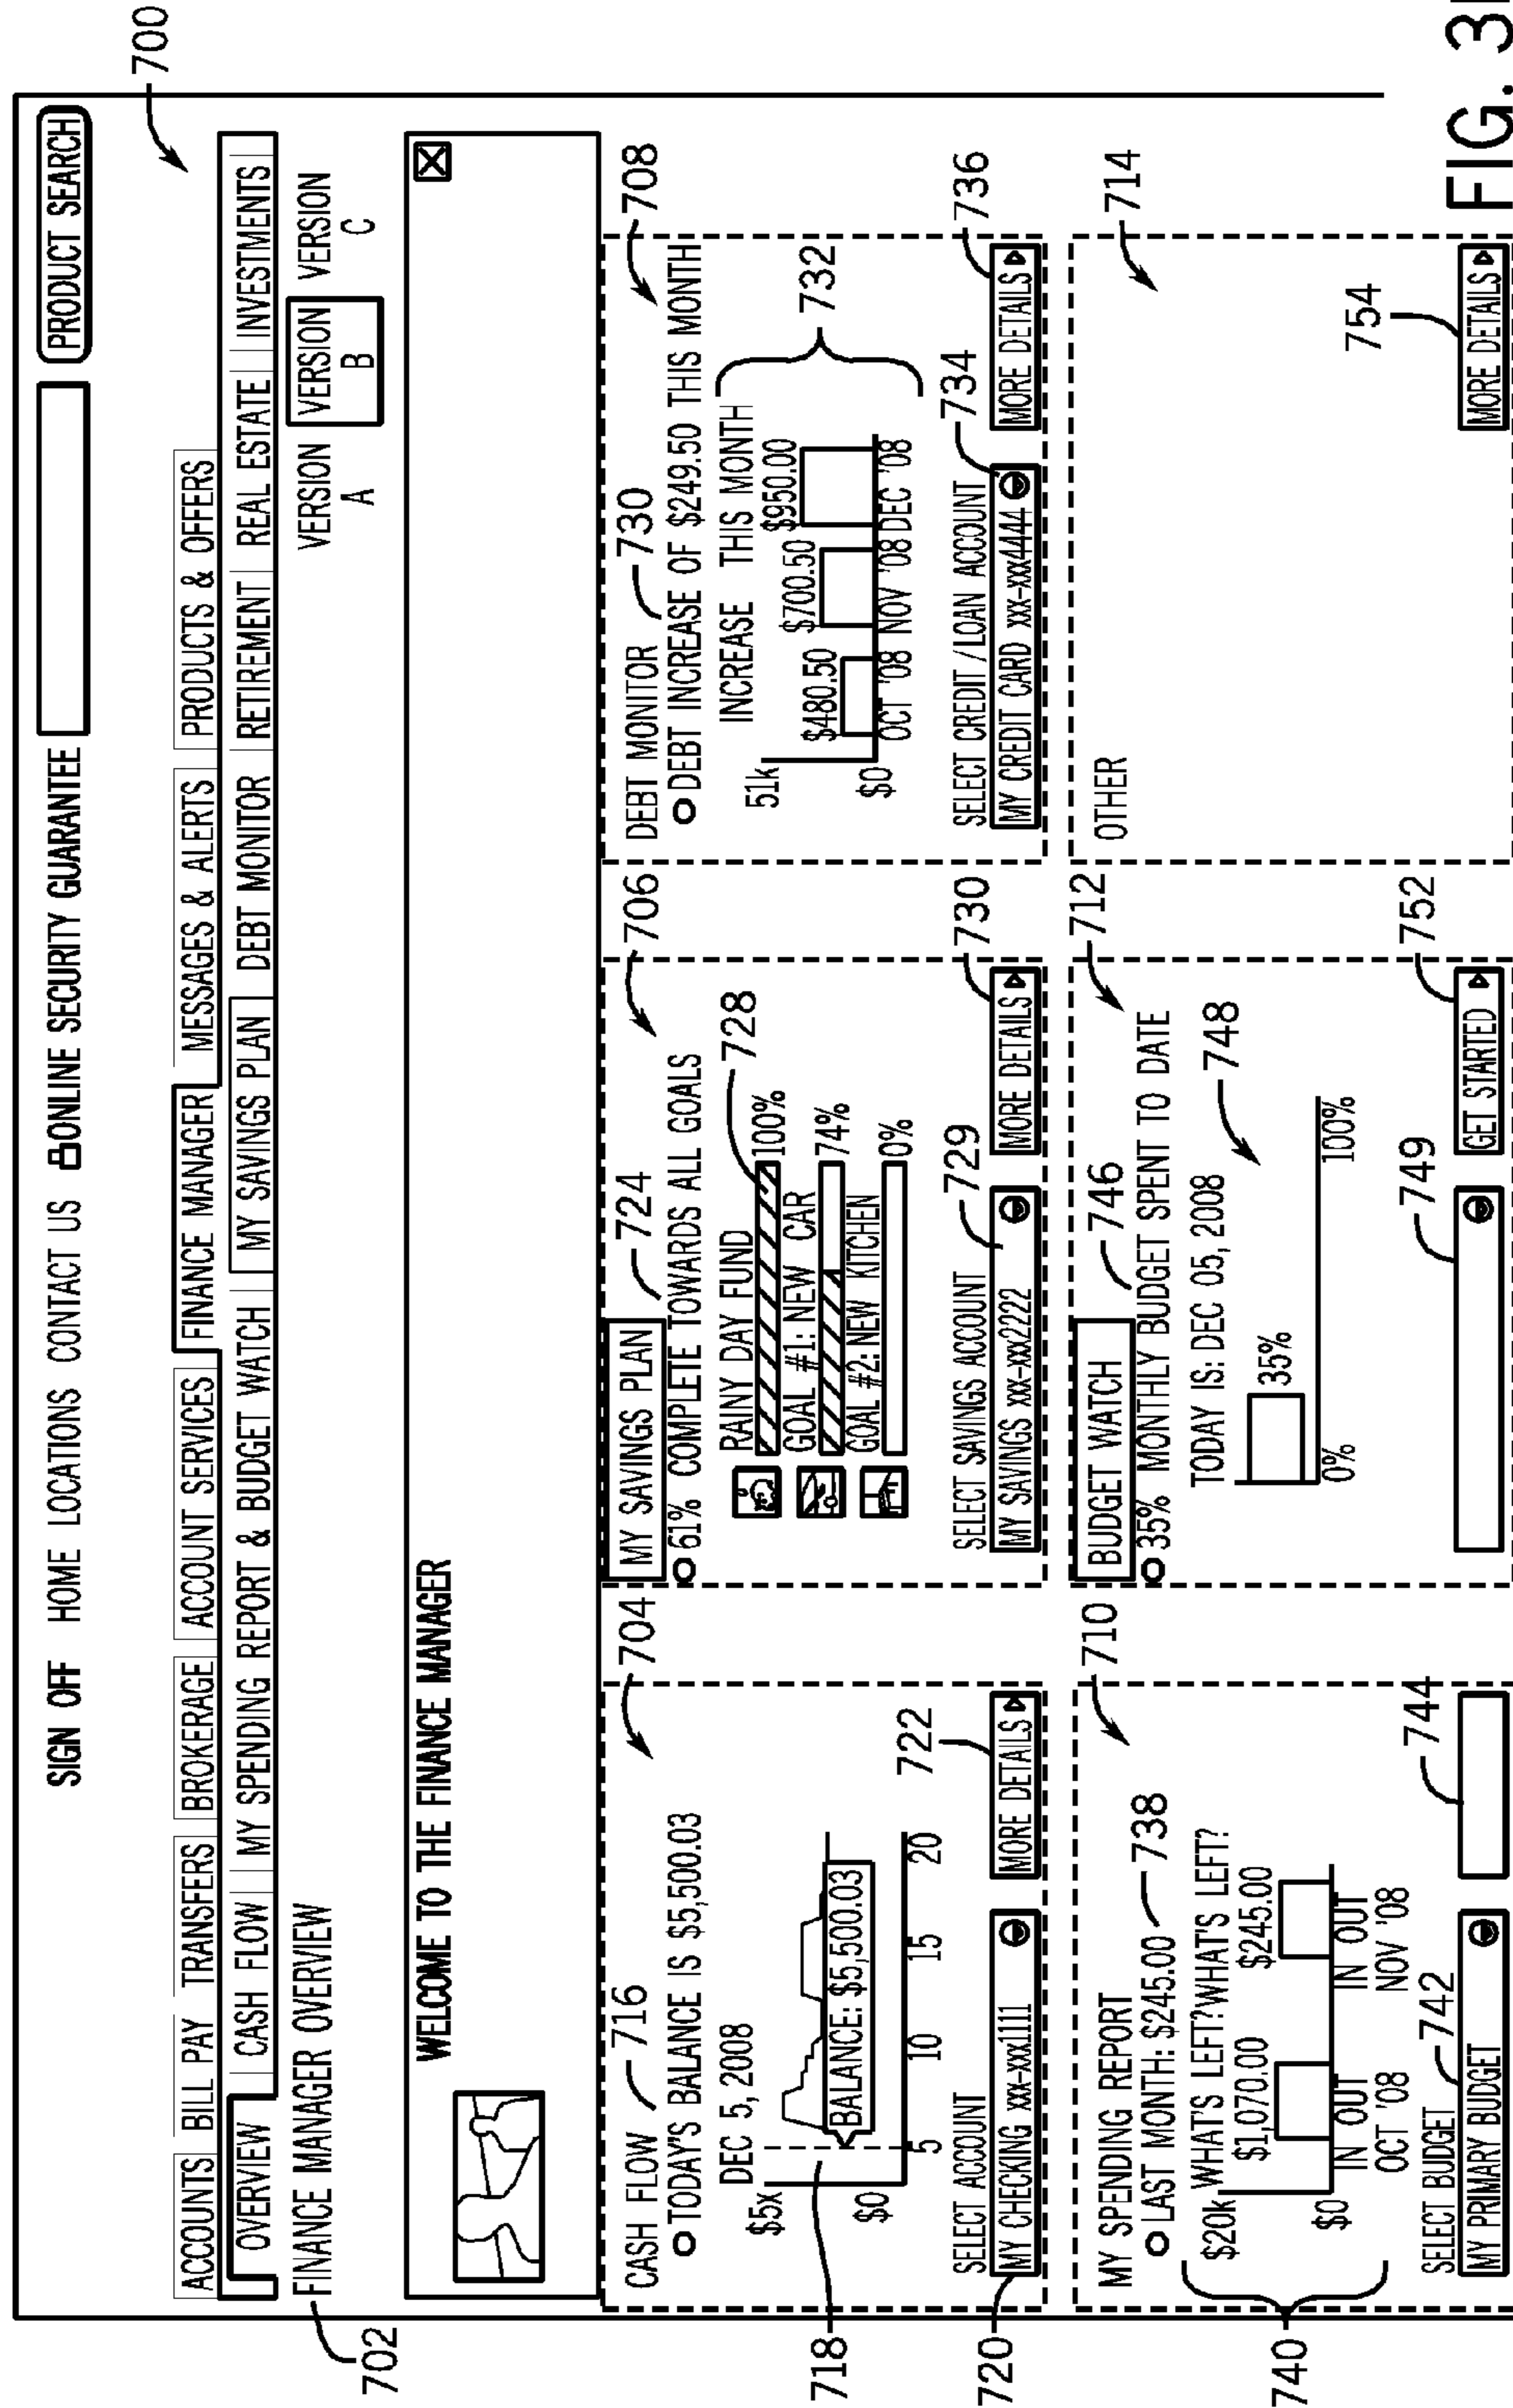 SIGN OFF HOME LOCATIONS CONTACT US ONLINE SECURITY GUARANTEE PRODUCT SEARCH
700
ACCOUNTS BILL PAY TRANSFERS BROKERAGE ACCOUNT SERVICES FINANCE MANAGER MESSAGES & ALERTS PRODUCTS & OFFERS
OVERVIEW CASH FLOW MY SPENDING REPORT & BUDGET WATCH MY SAVINGS PLAN DEBT MONITOR RETIREMENT REAL ESTATE INVESTMENTS
702
FINANCE MANAGER OVERVIEW
VERSION A VERSION B VERSION C
WELCOME TO THE FINANCE MANAGER
704
CASH FLOW 716
TODAY'S BALANCE IS $5,500.03
DEC 5, 2008
$5x
BALANCE: $5,500.03
$0
5 10 15 20
718
722
SELECT ACCOUNT
MY CHECKING xxx-xxx1111
MORE DETAILS
720
706
MY SAVINGS PLAN
724
61% COMPLETE TOWARDS ALL GOALS
728
RAINY DAY FUND
100%
GOAL #1: NEW CAR
74%
GOAL #2: NEW KITCHEN
0%
729
730
SELECT SAVINGS ACCOUNT
MY SAVINGS xxx-xxx2222
MORE DETAILS
708
DEBT MONITOR 730
DEBT INCREASE OF $249.50 THIS MONTH
INCREASE THIS MONTH
732
51k
$480.50 $700.50 $950.00
$0
OCT '08 NOV '08 DEC '08
734
736
SELECT CREDIT/LOAN ACCOUNT
MY CREDIT CARD xxx-xxx4444
MORE DETAILS
710
MY SPENDING REPORT
LAST MONTH: $245.00 738
WHAT'S LEFT? WHAT'S LEFT?
$20k
$1,070.00 $245.00
$0
IN OUT IN OUT
OCT '08 NOV '08
740
742
744
SELECT BUDGET
MY PRIMARY BUDGET
712
BUDGET WATCH
746
35% MONTHLY BUDGET SPENT TO DATE
TODAY IS: DEC 05, 2008
748
35%
0% 100%
749
752
GET STARTED
714
OTHER
754
MORE DETAILS